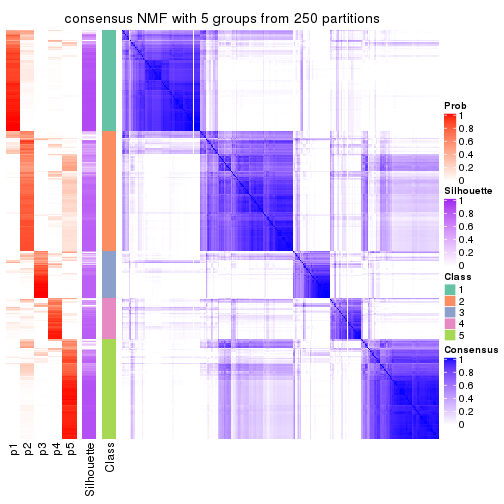 consensus NMF with 5 groups from 250 partitions
Prob
1
0.8
0.6
0.4
0.2
0
Silhouette
1
0.8
0.6
0.4
0.2
0
Class
1
2
3
4
5
Consensus
1
0.8
0.6
0.4
0.2
0
p1
p2
p3
p4
p5
Silhouette
Class